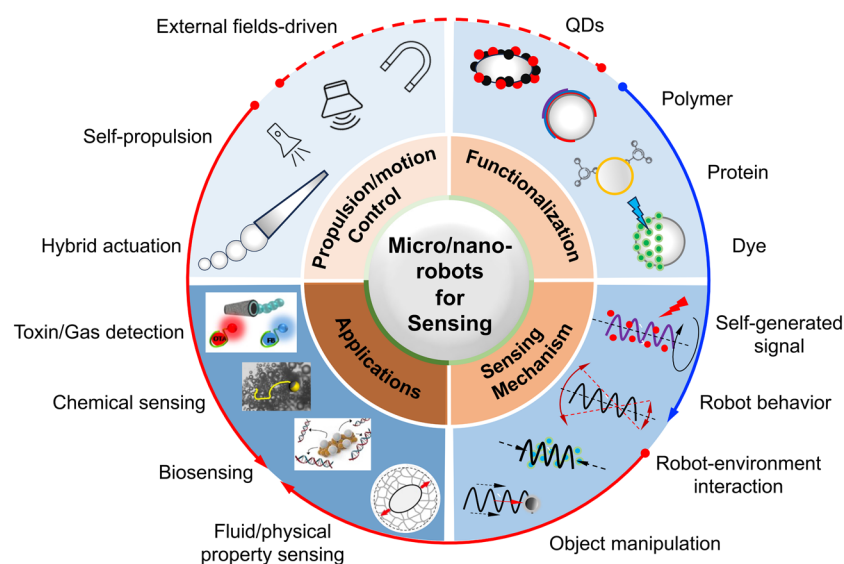 External fields-driven
QDs
Self-propulsion
Polymer
Hybrid actuation
Protein
Dye
Propulsion/motion
Control
Functionalization
Micro/nano-
robots
for
Sensing
Applications
Sensing
Mechanism
Toxin/Gas detection
Chemical sensing
Biosensing
Fluid/physical
property sensing
Self-generated
signal
Robot behavior
Robot-environment
interaction
Object manipulation